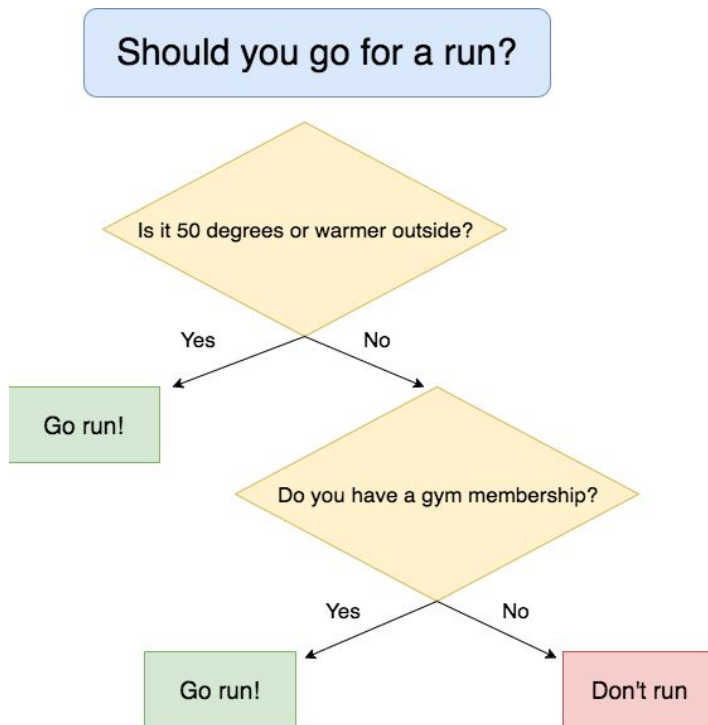 Should you go for a run?
Is it 50 degrees or warmer outside?
Yes
No
Go run!
Do you have a gym membership?
Yes
No
Go run!
Don't run